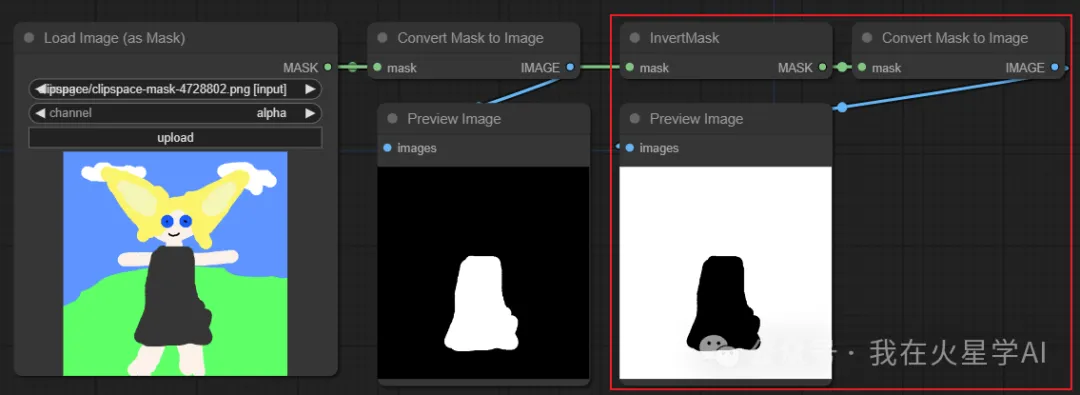 Load Image (as Mask)
MASK
clipspace/clipspace-mask-4728802.png [input]
channel
alpha
upload
Convert Mask to Image
mask
IMAGE
Preview Image
images
InvertMask
mask
MASK
Convert Mask to Image
mask
IMAGE
Preview Image
images
· 我在火星学AI